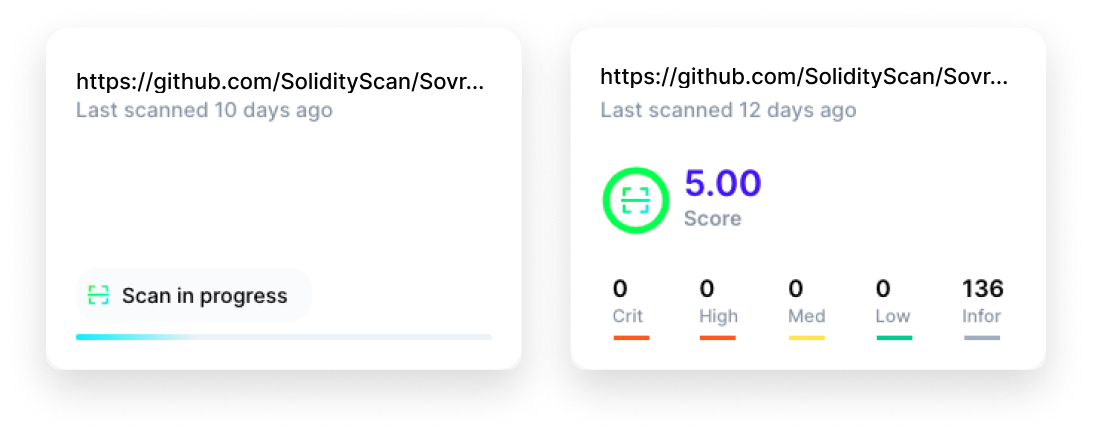 https://github.com/SolidityScan/Sovr...
Last scanned 10 days ago
Scan in progress
https://github.com/SolidityScan/Sovr...
Last scanned 12 days ago
5.00
Score
0 0 0 0 136
Crit High Med Low Infor